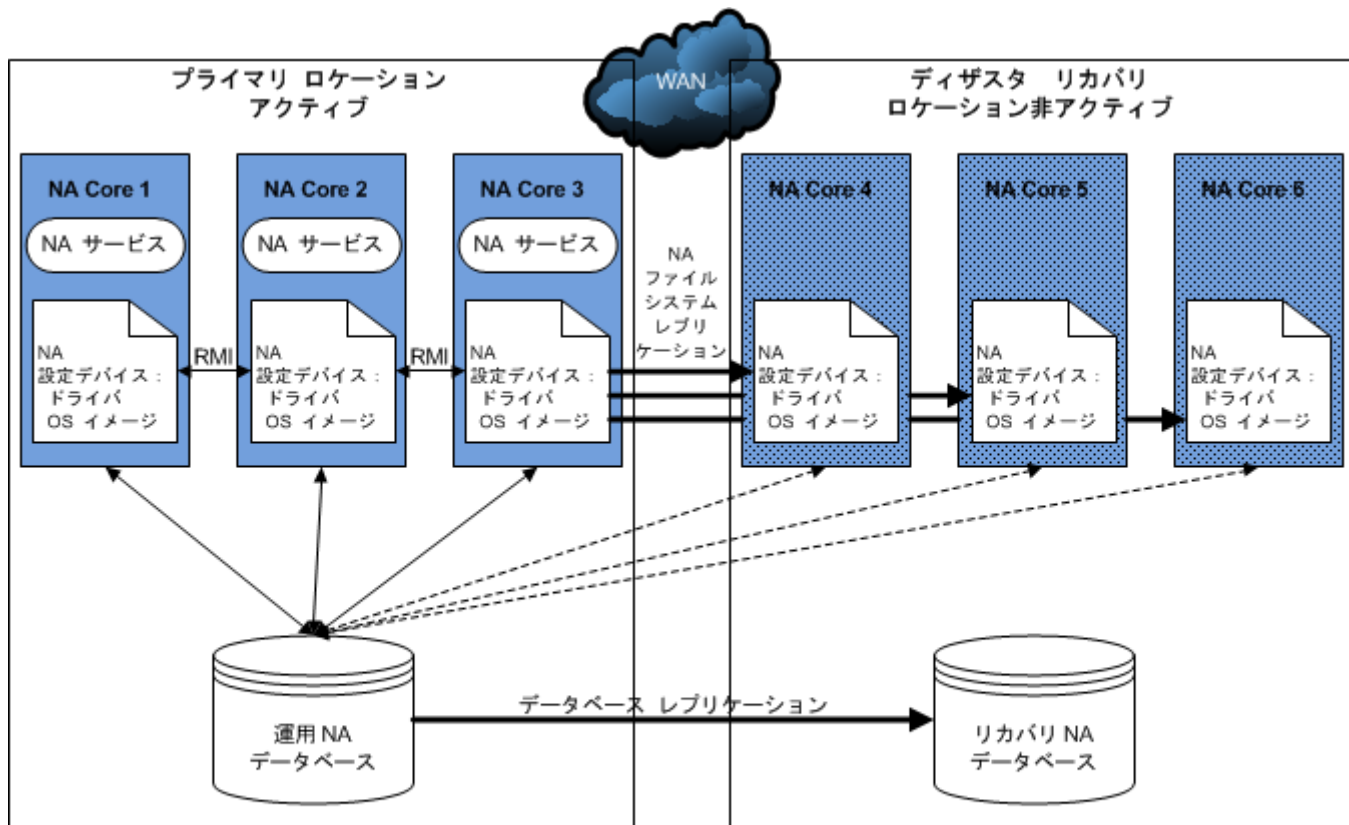 WAN
プライマリ ロケーション
アクティブ
ディザスタ リカバリ
ロケーション非アクティブ
NA Core 1
NA Core 2
NA Core 3
NA Core 4
NA Core 5
NA Core 6
NA サービス
NA サービス
NA サービス
NA
ファイル
システム
レプリ
ケーション
NA
設定デバイス：
ドライバ
OS イメージ
RMI
NA
設定デバイス：
ドライバ
OS イメージ
RMI
NA
設定デバイス：
ドライバ
OS イメージ
NA
設定デバイス：
ドライバ
OS イメージ
NA
設定デバイス：
ドライバ
OS イメージ
NA
設定デバイス：
ドライバ
OS イメージ
データベース レプリケーション
運用 NA
データベース
リカバリ NA
データベース